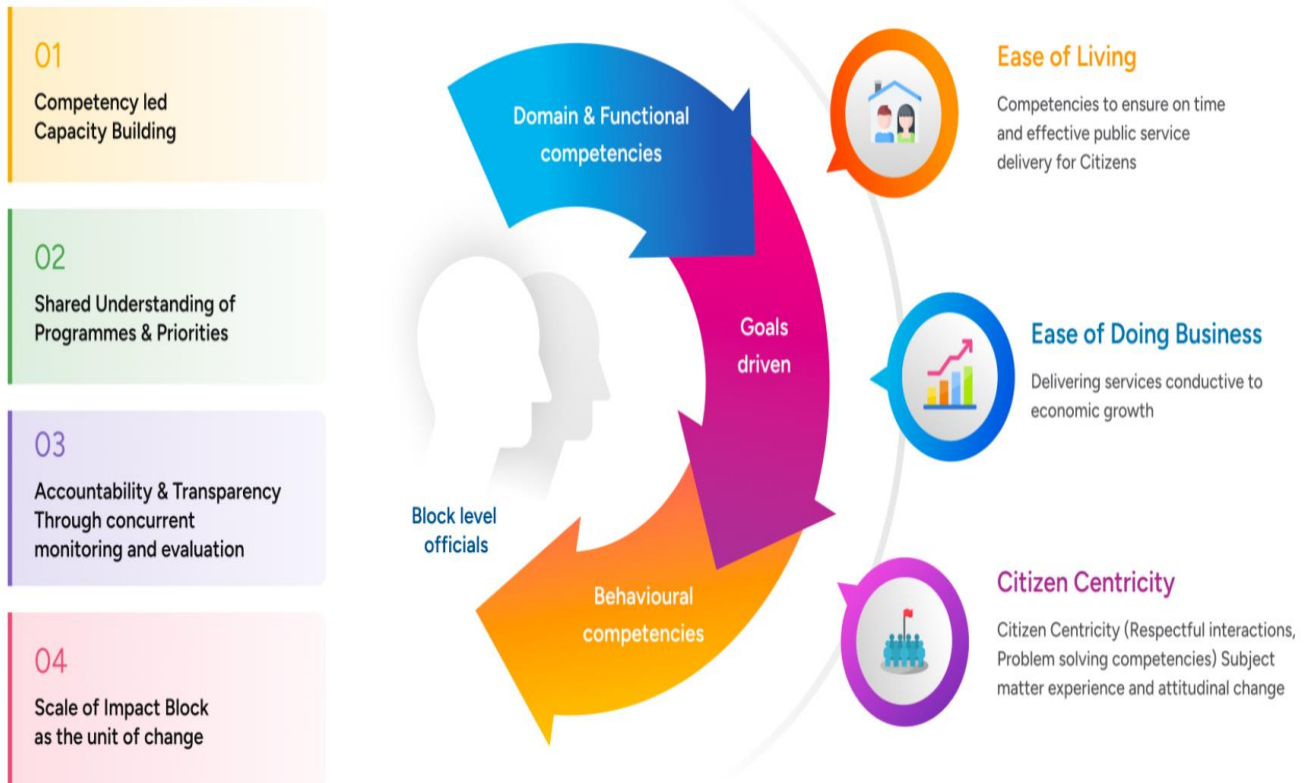 01
Competency led
Capacity Building
02
Shared Understanding of
Programmes & Priorities
03
Accountability & Transparency
Through concurrent
monitoring and evaluation
04
Scale of Impact Block
as the unit of change
Domain & Functional
competencies
Goals
driven
Behavioural
competencies
Block level
officials
Ease of Living
Competencies to ensure on time
and effective public service
delivery for Citizens
Ease of Doing Business
Delivering services conductive to
economic growth
Citizen Centricity
Citizen Centricity (Respectful interactions,
Problem solving competencies) Subject
matter experience and attitudinal change